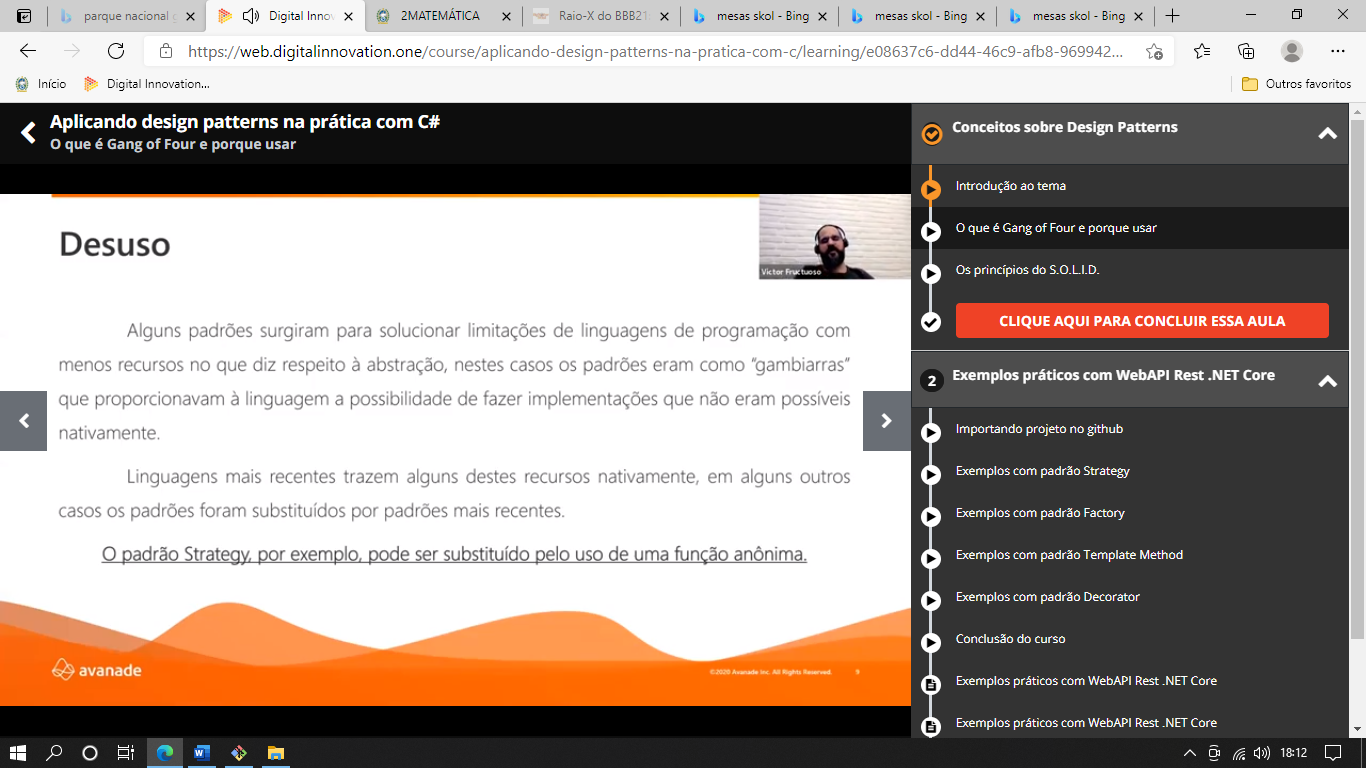 parque nacional
Digital Inno
2MATEMÁTICA
Raio-X do BBB21
mesas skol - Bing
mesas skol - Bing
mesas skol - Bing
https://web.digitalinnovation.one/course/aplicando-design-patterns-na-pratica-com-c/learning/e08637c6-dd44-46c9-afb8-969942...
Início
Digital Innovation...
Outros favoritos
Aplicando design patterns na prática com C#
O que é Gang of Four e porque usar
Desuso
Victor Fructuoso
Alguns padrões surgiram para solucionar limitações de linguagens de programação com
menos recursos no que diz respeito à abstração, nestes casos os padrões eram como “gambiarras”
que proporcionavam à linguagem a possibilidade de fazer implementações que não eram possíveis
nativamente.
Linguagens mais recentes trazem alguns destes recursos nativamente, em alguns outros
casos os padrões foram substituídos por padrões mais recentes.
O padrão Strategy, por exemplo, pode ser substituído pelo uso de uma função anônima.
avanade
©2020 Avanade Inc. All Rights Reserved.
9
Conceitos sobre Design Patterns
Introdução ao tema
O que é Gang of Four e porque usar
Os princípios do S.O.L.I.D.
CLIQUE AQUI PARA CONCLUIR ESSA AULA
2
Exemplos práticos com WebAPI Rest .NET Core
Importando projeto no github
Exemplos com padrão Strategy
Exemplos com padrão Factory
Exemplos com padrão Template Method
Exemplos com padrão Decorator
Conclusão do curso
Exemplos práticos com WebAPI Rest .NET Core
Exemplos práticos com WebAPI Rest .NET Core
18:12